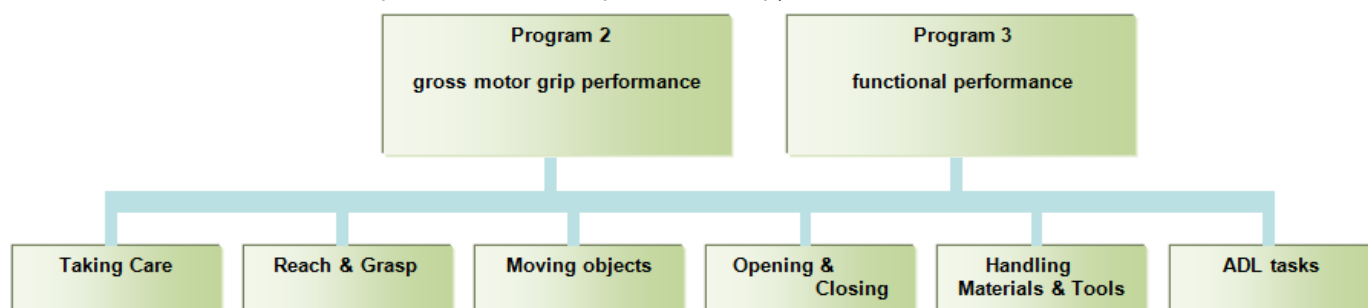 Program 2
gross motor grip performance
Program 3
functional performance
Taking Care
Reach & Grasp
Moving objects
Opening &
Closing
Handling
Materials & Tools
ADL tasks